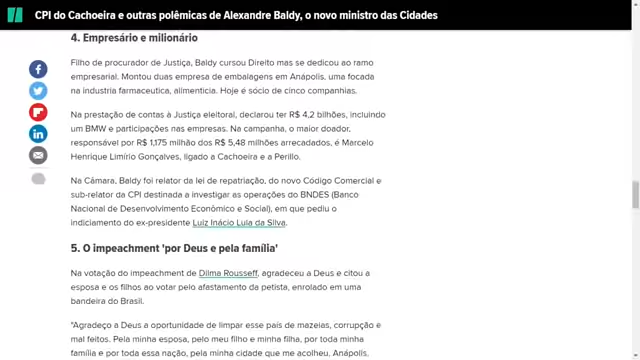 CPI do Cachoeira e outras polêmicas de Alexandre Baldy, o novo ministro das Cidades
4. Empresário e milionário
Filho de procurador de Justiça, Baldy cursou Direito mas se dedicou ao ramo
empresarial. Montou duas empresa de embalagens em Anápolis, uma focada
na industria farmaceutica, alimenticia. Hoje é sócio de cinco companhias.
Na prestação de contas à Justiça eleitoral, declarou ter R$ 4,2 bilhões, incluindo
um BMW e participações nas empresas. Na campanha, o maior doador,
responsável por R$ 1,175 milhão dos R$ 5,48 milhões arrecadados, é Marcelo
Henrique Limírio Gonçalves, ligado a Cachoeira e a Perillo.
Na Câmara, Baldy foi relator da lei de repatriação, do novo Código Comercial e
sub-relator da CPI destinada a investigar as operações do BNDES (Banco
Nacional de Desenvolvimento Econômico e Social), em que pediu o
indiciamento do ex-presidente Luiz Inácio Lula da Silva.
5. O impeachment 'por Deus e pela família'
Na votação do impeachment de Dilma Rousseff, agradeceu a Deus e citou a
esposa e os filhos ao votar pelo afastamento da petista, enrolado em uma
bandeira do Brasil.
"Agradeço a Deus a oportunidade de limpar esse país de mazelas, corrupção e
mal feitos. Pela minha esposa, pelo meu filho e minha filha, por toda minha
família e por toda essa nação, pela minha cidade que me acolheu, Anápolis,